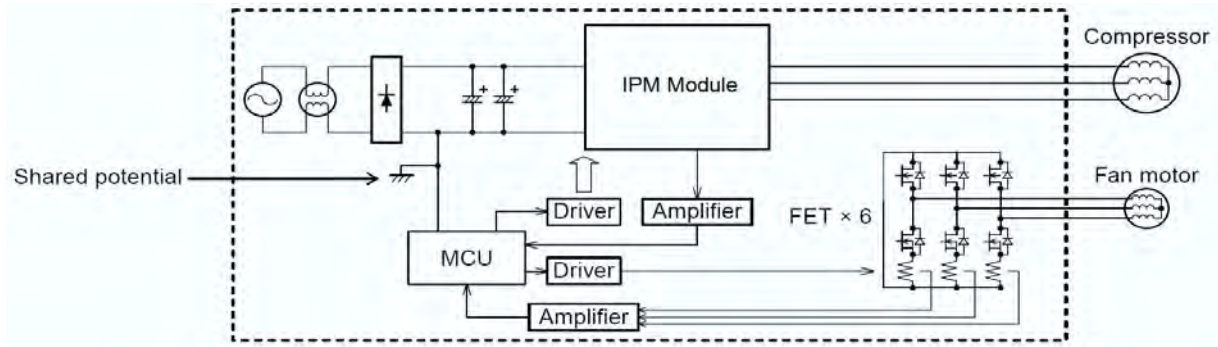 Compressor
IPM Module
Shared potential
Fan motor
Driver
Amplifier
FET × 6
MCU
Driver
Amplifier